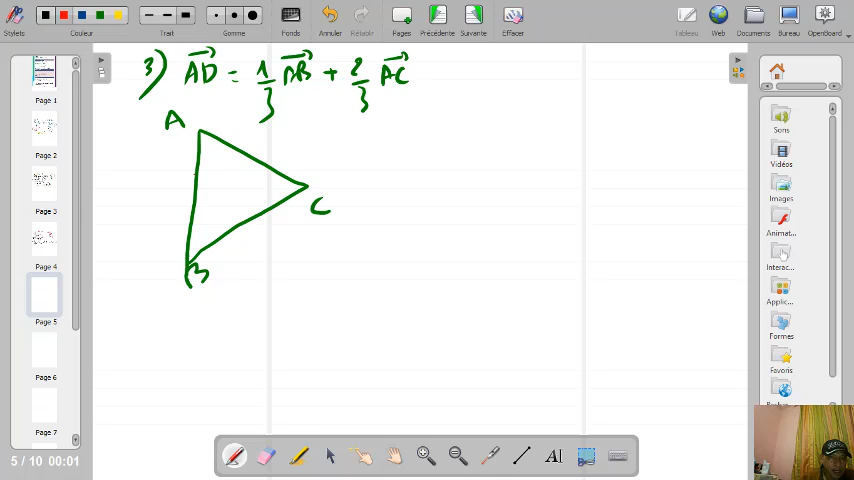 Stylets
Couleur
Trait
Gomme
Annuler
Rétablir
Fonds
Pages
Précédente
Suivante
Effacer
Tableau
Web
Documents
Bureau
OpenBoard
3) AD = 1/3 AB + 2/3 AC
A
C
B
Page 1
Page 2
Page 3
Page 4
Page 5
Page 6
Page 7
5 / 10 00:01
Sons
Vidéos
Images
Animat...
Interac...
Applic...
Formes
Favoris
A